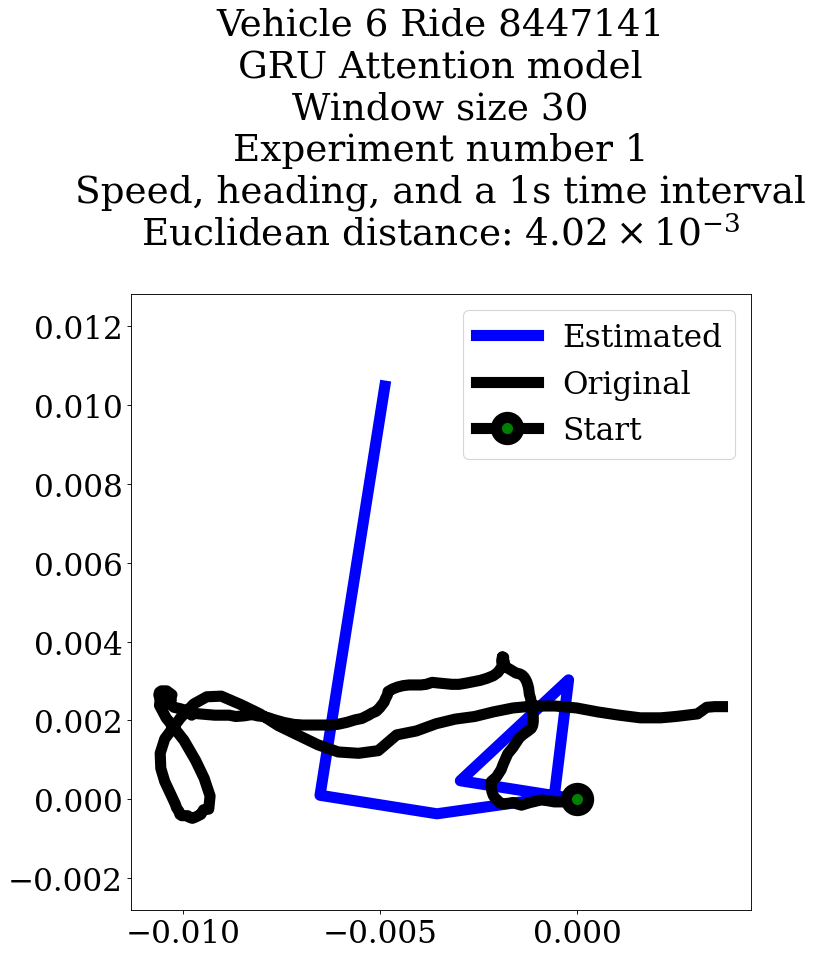 Vehicle 6 Ride 8447141
GRU Attention model
Window size 30
Experiment number 1
Speed, heading, and a 1s time interval
Euclidean distance: 4.02 × 10⁻³
Estimated
Original
Start
0.012
0.010
0.008
0.006
0.004
0.002
0.000
−0.002
−0.010
−0.005
0.000